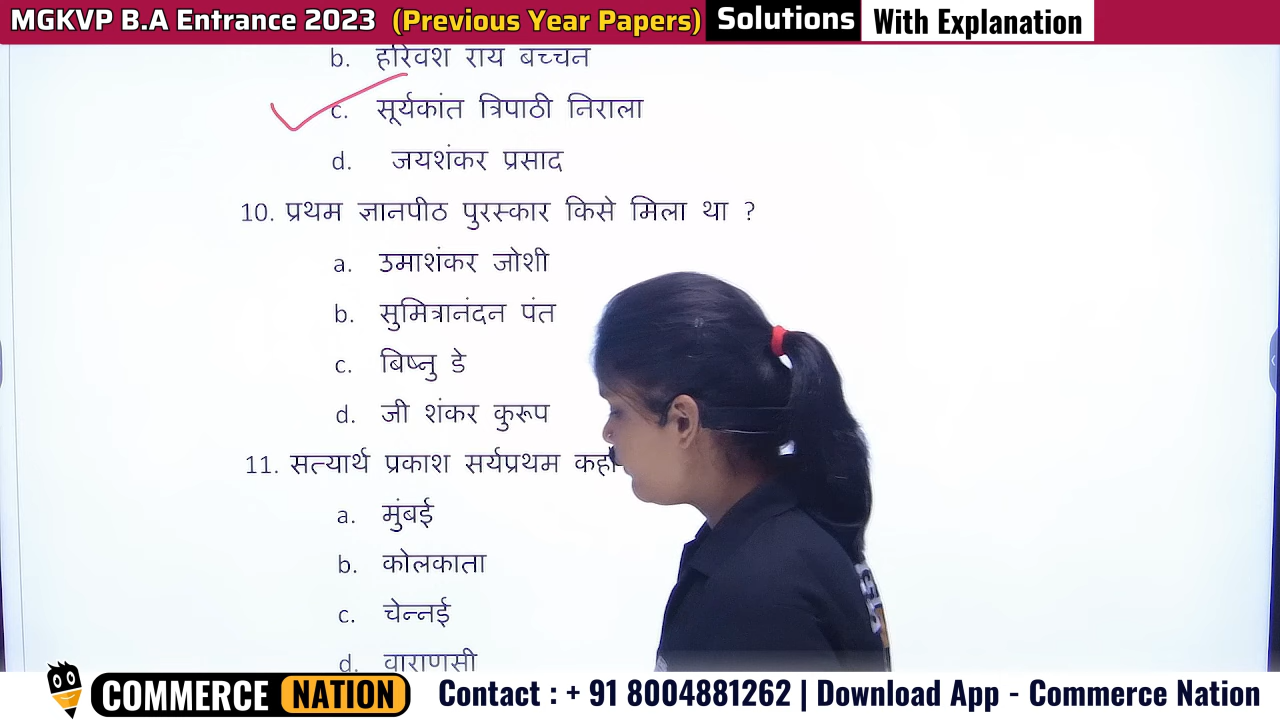 MGKVP B.A Entrance 2023 (Previous Year Papers) Solutions With Explanation
b. हरिवश राय बच्चन
c. सूर्यकांत त्रिपाठी निराला
d. जयशंकर प्रसाद
10. प्रथम ज्ञानपीठ पुरस्कार किसे मिला था ?
a. उमाशंकर जोशी
b. सुमित्रानंदन पंत
c. बिष्नु डे
d. जी शंकर कुरूप
11. सत्यार्थ प्रकाश सर्यप्रथम
a. मुंबई
b. कोलकाता
c. चेन्नई
d. वाराणसी
COMMERCE NATION Contact : + 91 8004881262 | Download App - Commerce Nation